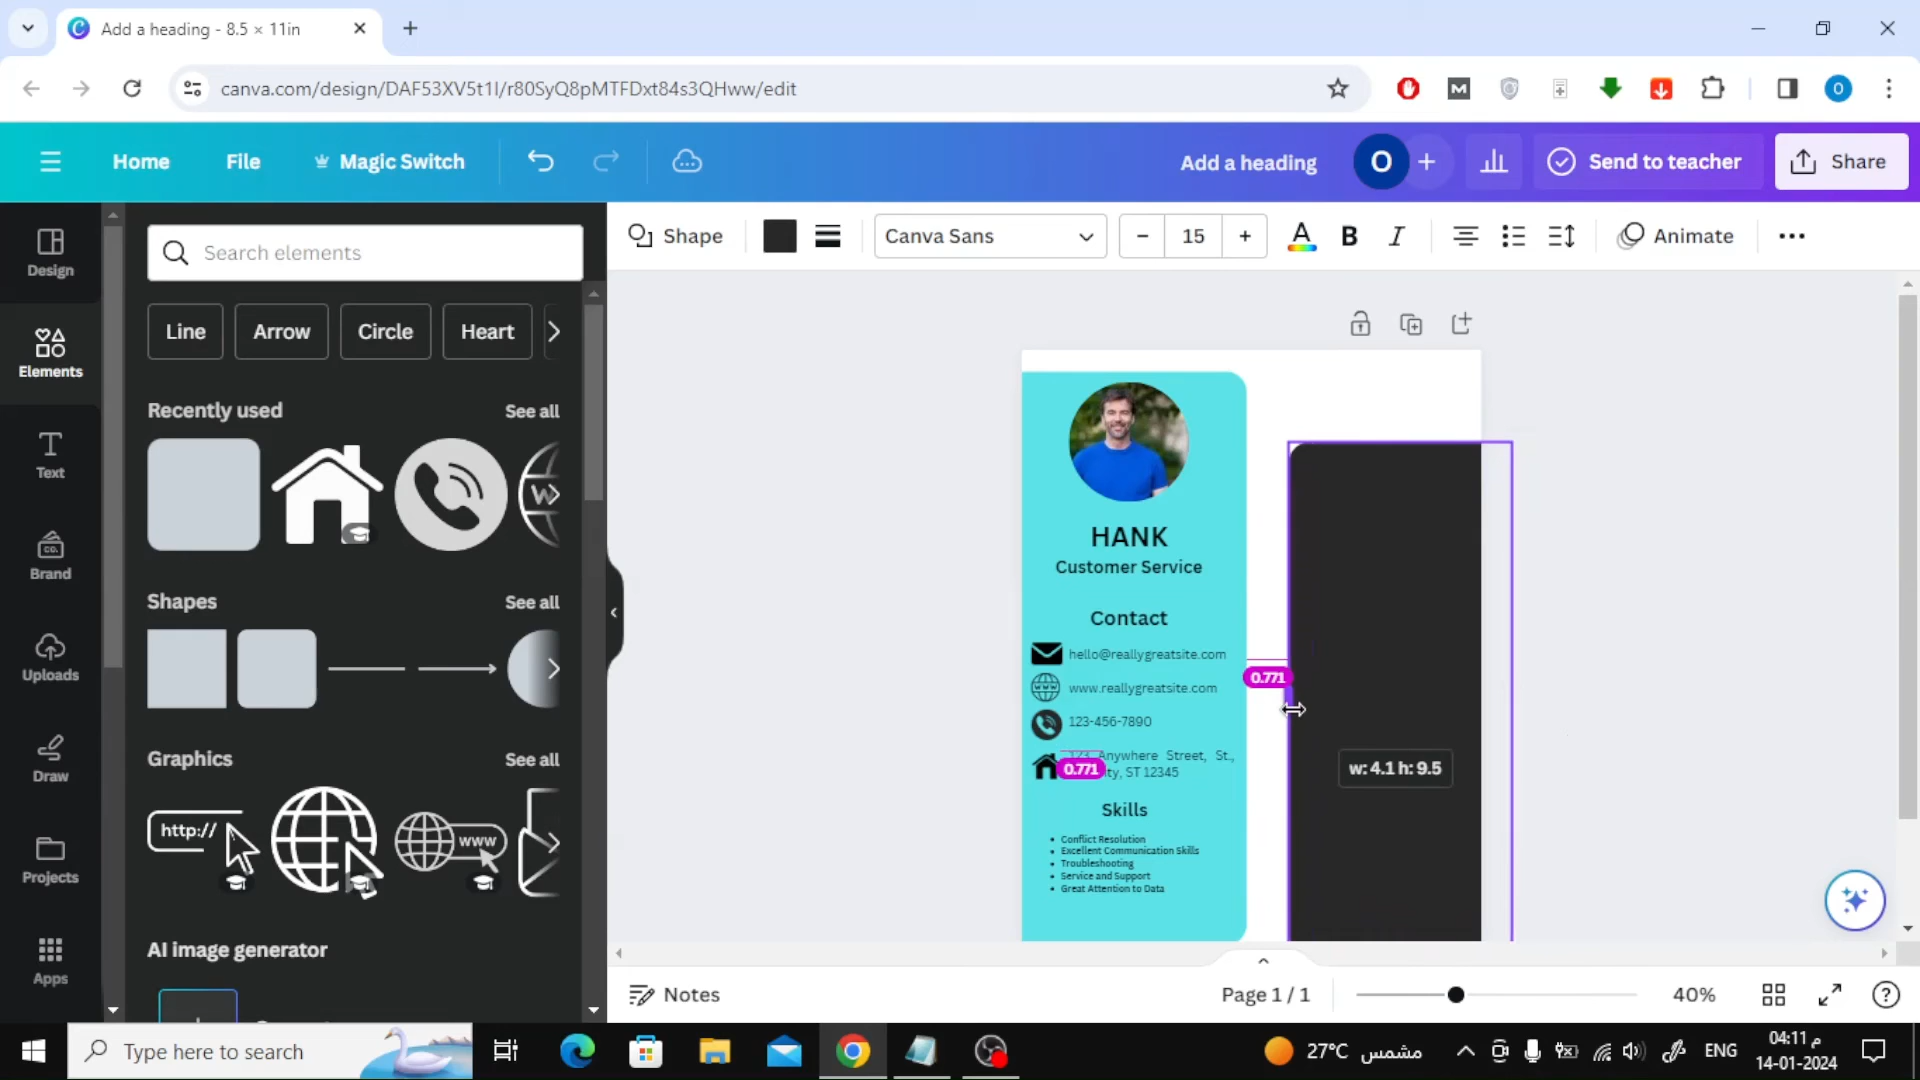 Add a heading - 8.5 × 11in
canva.com/design/DAF53XV5t1I/r80SyQ8pMTFDxt84s3QHww/edit
Home
File
Magic Switch
Add a heading
O
Send to teacher
Share
Design
Elements
Text
Brand
Uploads
Draw
Projects
Apps
Search elements
Line
Arrow
Circle
Heart
Recently used
See all
Shapes
See all
Graphics
See all
http://
www
AI image generator
Shape
Canva Sans
15
Animate
HANK
Customer Service
Contact
hello@reallygreatsite.com
www.reallygreatsite.com
123-456-7890
123 Anywhere Street, St.,
ST 12345
Skills
Conflict Resolution
Excellent Communication Skills
Troubleshooting
Service and Support
Great Attention to Data
0.771
0.771
w: 4.1 h: 9.5
Notes
Page 1 / 1
40%
Type here to search
27°C مشمس
ENG
04:11 م
14-01-2024